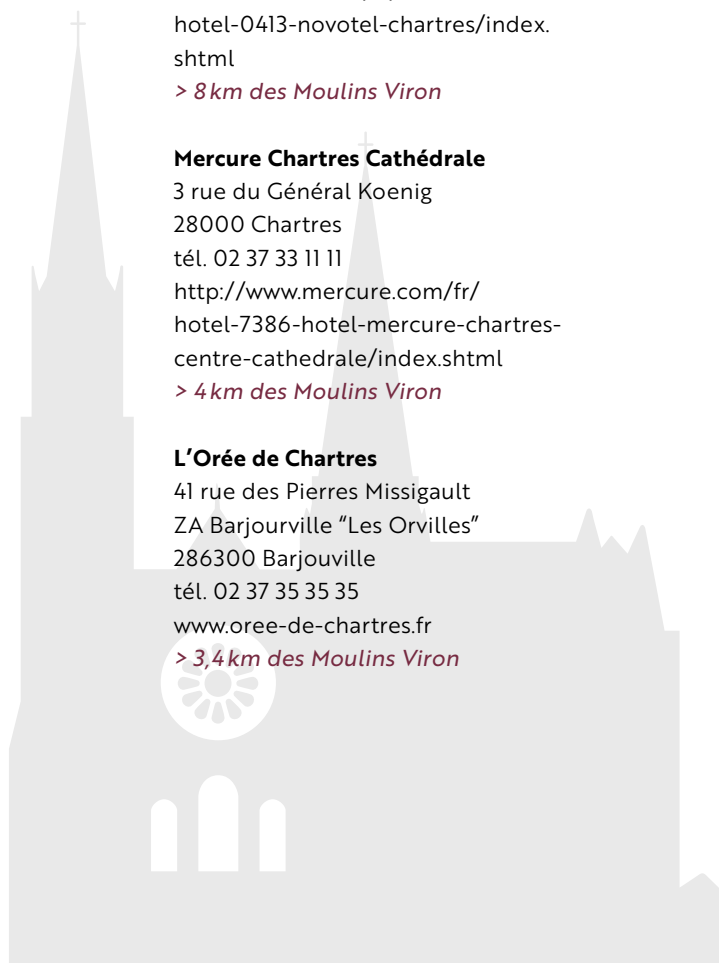 hotel-0413-novotel-chartres/index.
shtml
> 8 km des Moulins Viron
Mercure Chartres Cathédrale
3 rue du Général Koenig
28000 Chartres
tél. 02 37 33 11 11
http://www.mercure.com/fr/
hotel-7386-hotel-mercure-chartres-
centre-cathedrale/index.shtml
> 4 km des Moulins Viron
L’Orée de Chartres
41 rue des Pierres Missigault
ZA Barjourville “Les Orvilles”
286300 Barjouville
tél. 02 37 35 35 35
www.oree-de-chartres.fr
> 3,4 km des Moulins Viron